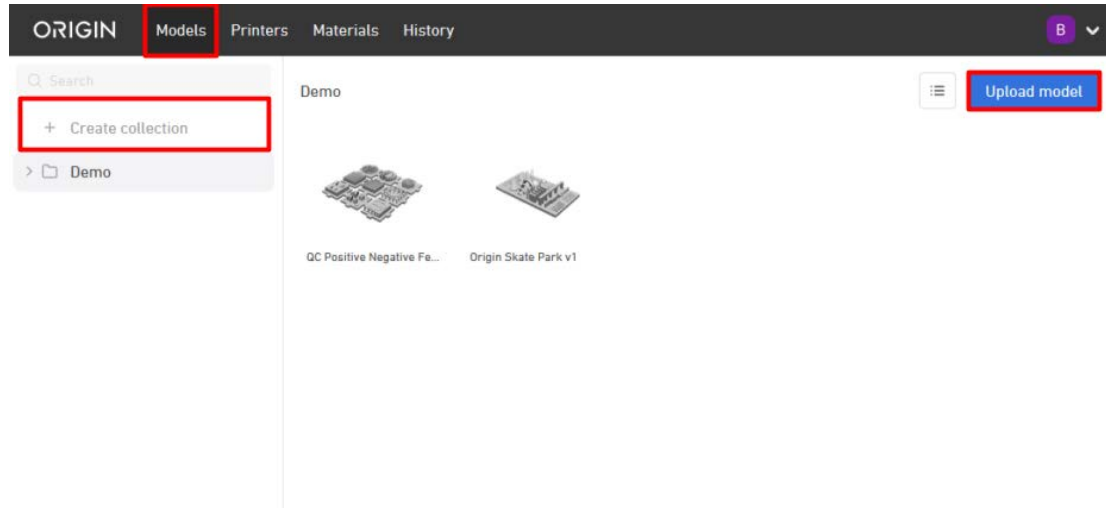 ORIGIN Models Printers Materials History B
Search
Demo
Upload model
+ Create collection
> Demo
QC Positive Negative Fe...
Origin Skate Park v1